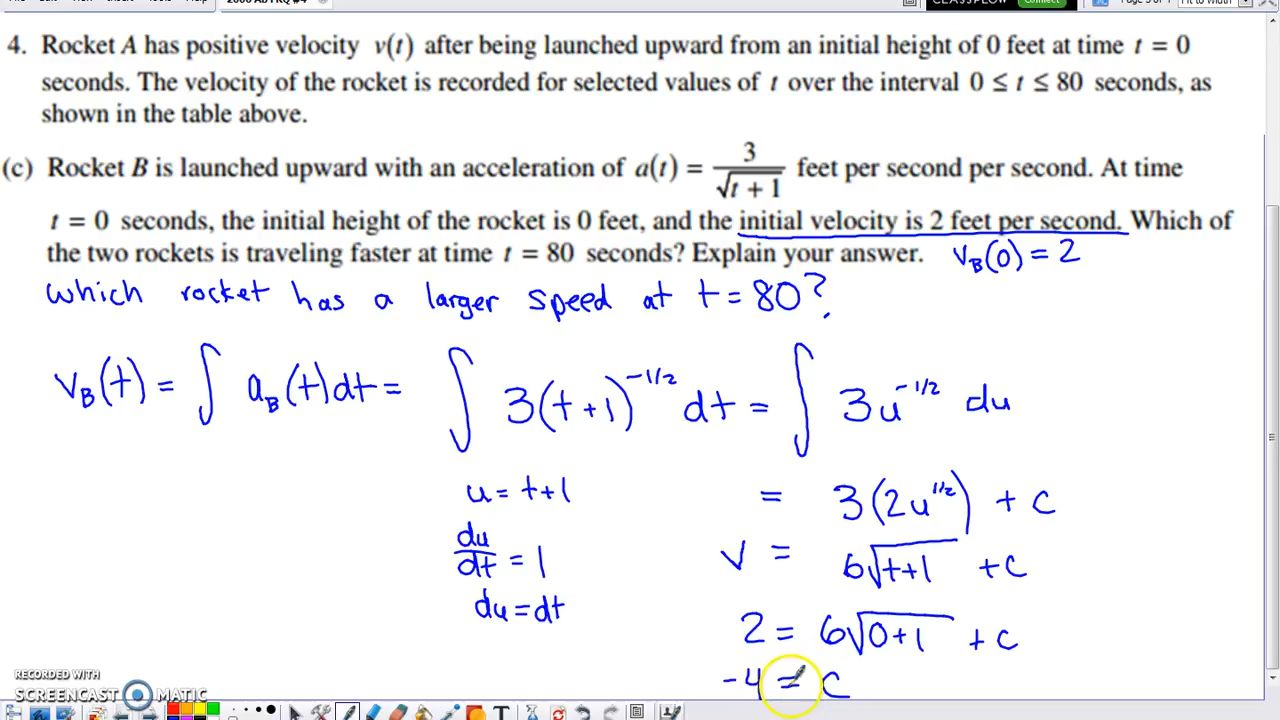 4. Rocket A has positive velocity v(t) after being launched upward from an initial height of 0 feet at time t = 0
seconds. The velocity of the rocket is recorded for selected values of t over the interval 0 ≤ t ≤ 80 seconds, as
shown in the table above.
(c) Rocket B is launched upward with an acceleration of a(t) = 3/√(t + 1) feet per second per second. At time
t = 0 seconds, the initial height of the rocket is 0 feet, and the initial velocity is 2 feet per second. Which of
the two rockets is traveling faster at time t = 80 seconds? Explain your answer. v_B(0) = 2
which rocket has a larger speed at t = 80?
v_B(t) = ∫ a_B(t)dt = ∫ 3(t+1)^(-1/2) dt = ∫ 3u^(-1/2) du
u = t+1
= 3(2u^(1/2)) + c
du/dt = 1
v = 6√(t+1) + c
du = dt
2 = 6√(0+1) + c
-4 = c
RECORDED WITH
SCREENCAST MATIC